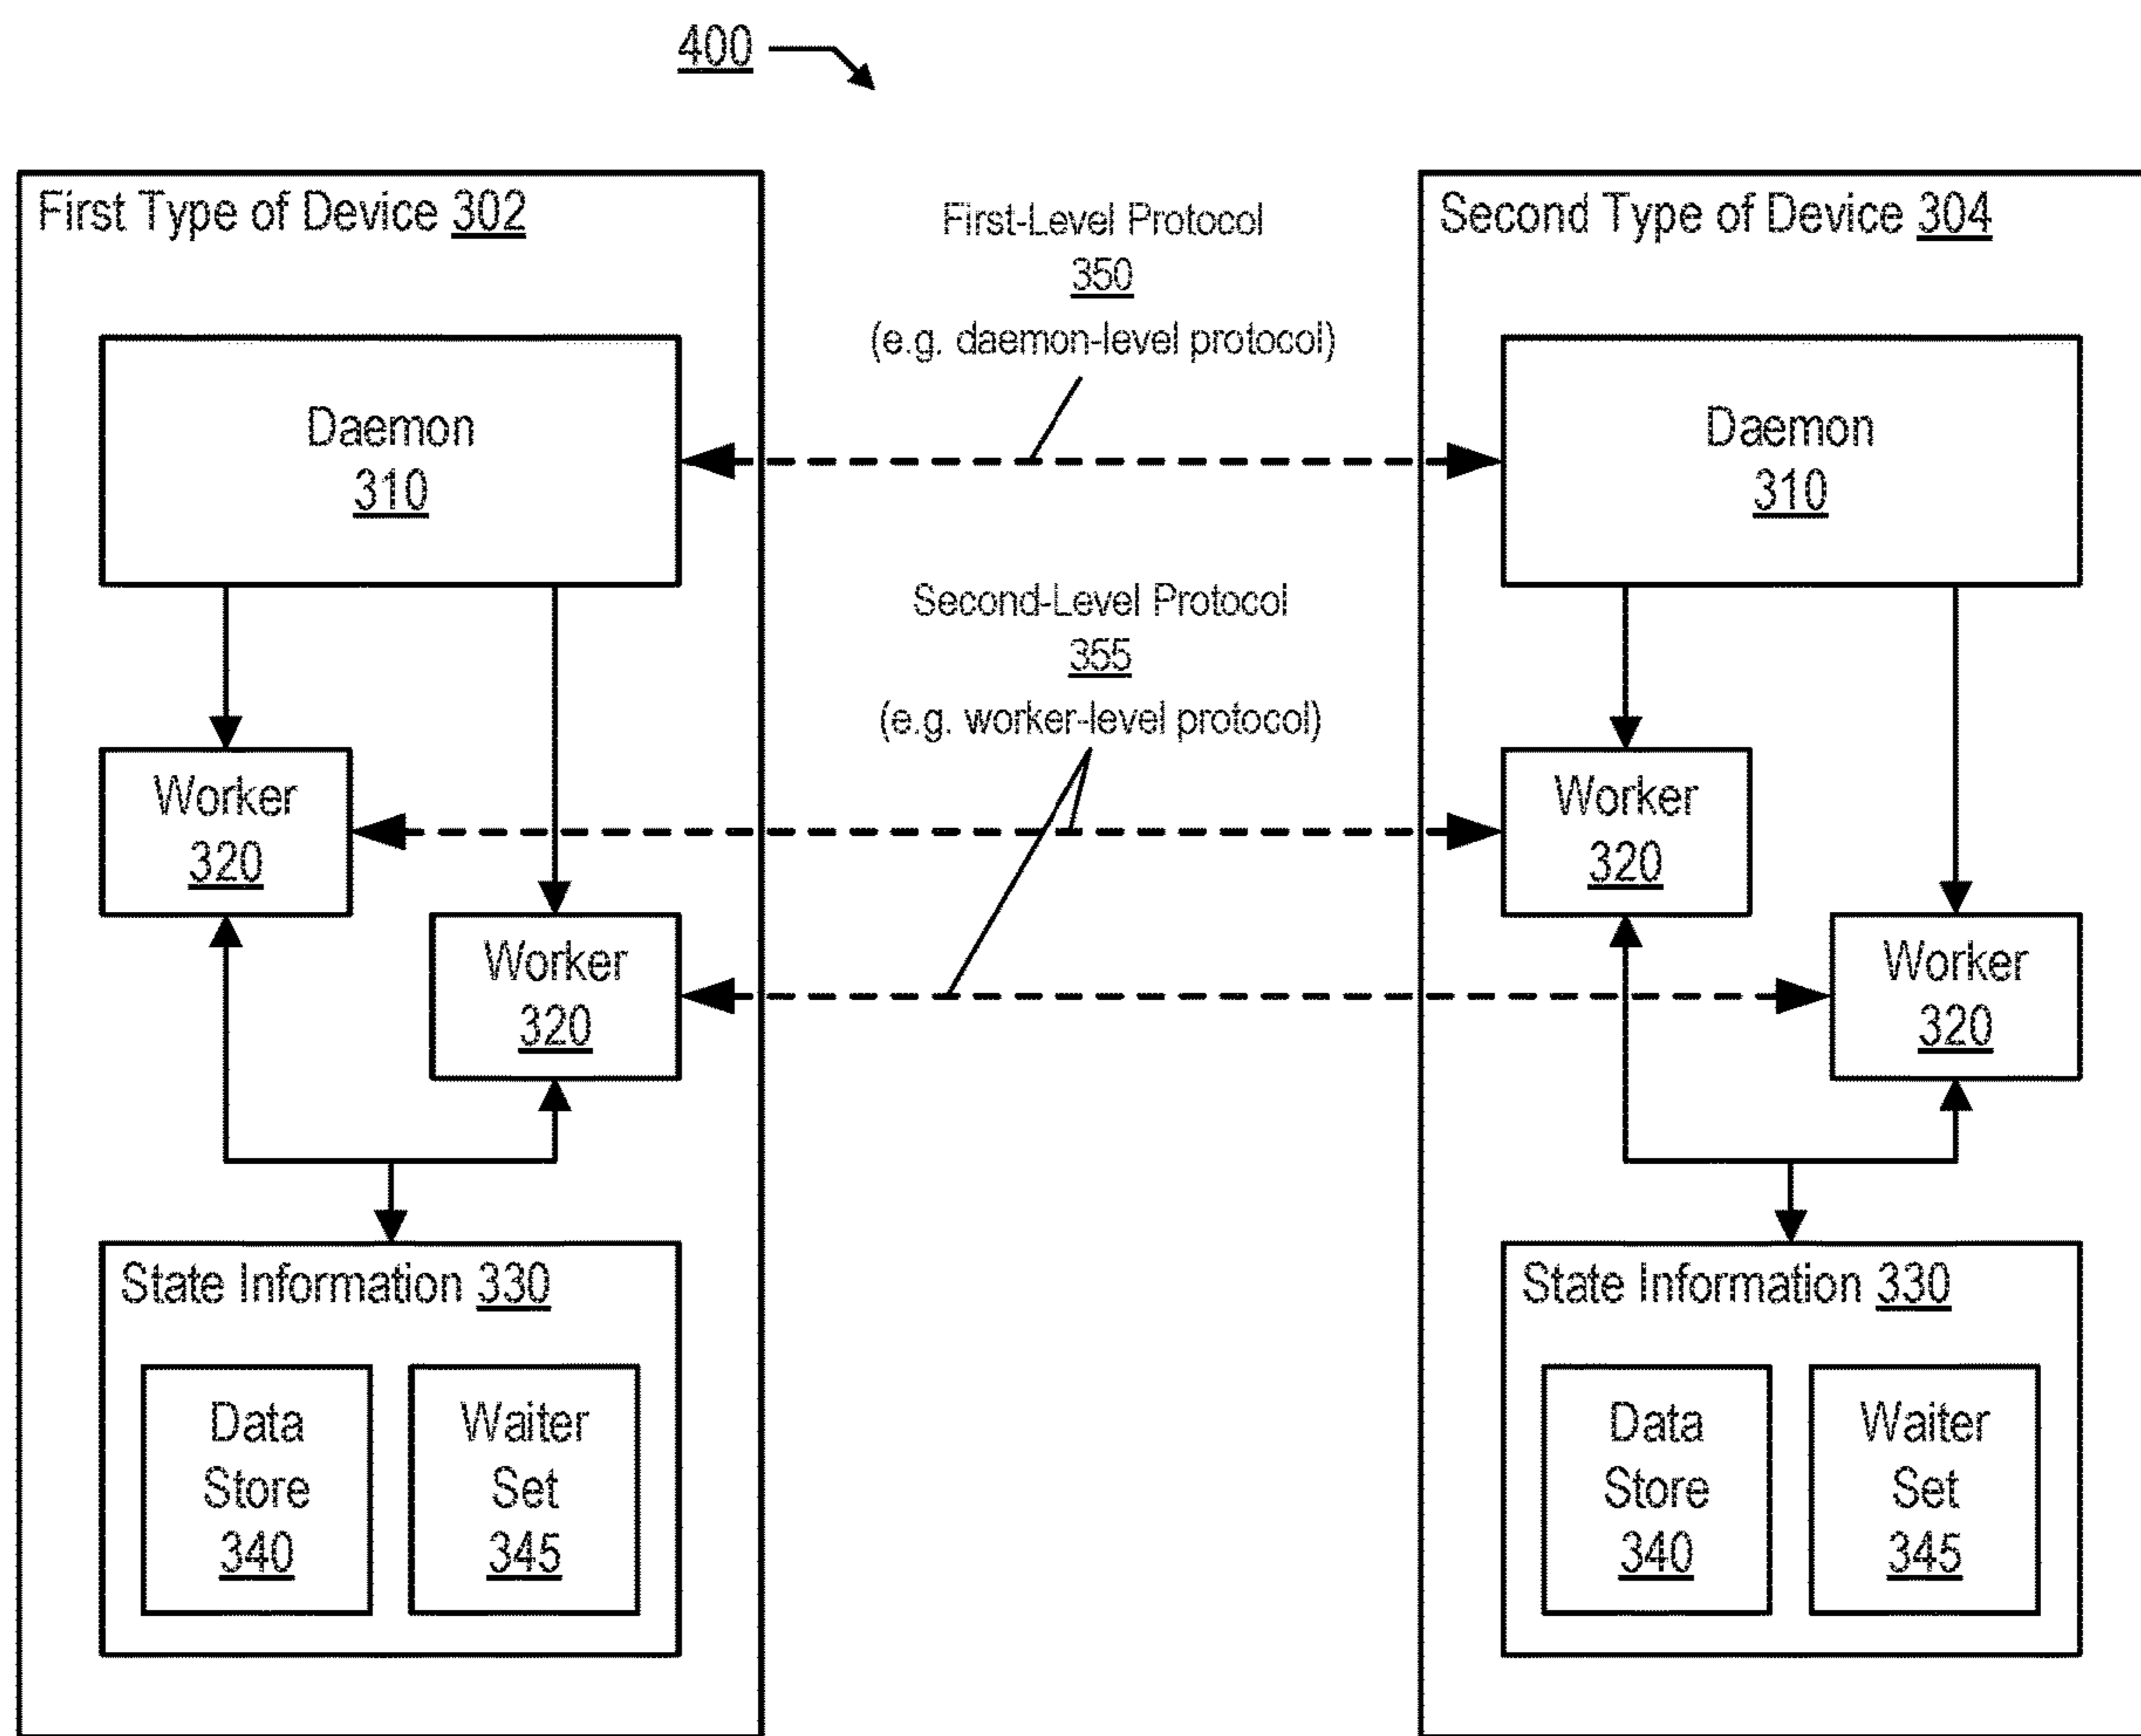 400
First Type of Device 302
Daemon
310
Worker
320
Worker
320
State Information 330
Data
Store
340
Waiter
Set
345
First-Level Protocol
350
(e.g. daemon-level protocol)
Second-Level Protocol
355
(e.g. worker-level protocol)
Second Type of Device 304
Daemon
310
Worker
320
Worker
320
State Information 330
Data
Store
340
Waiter
Set
345